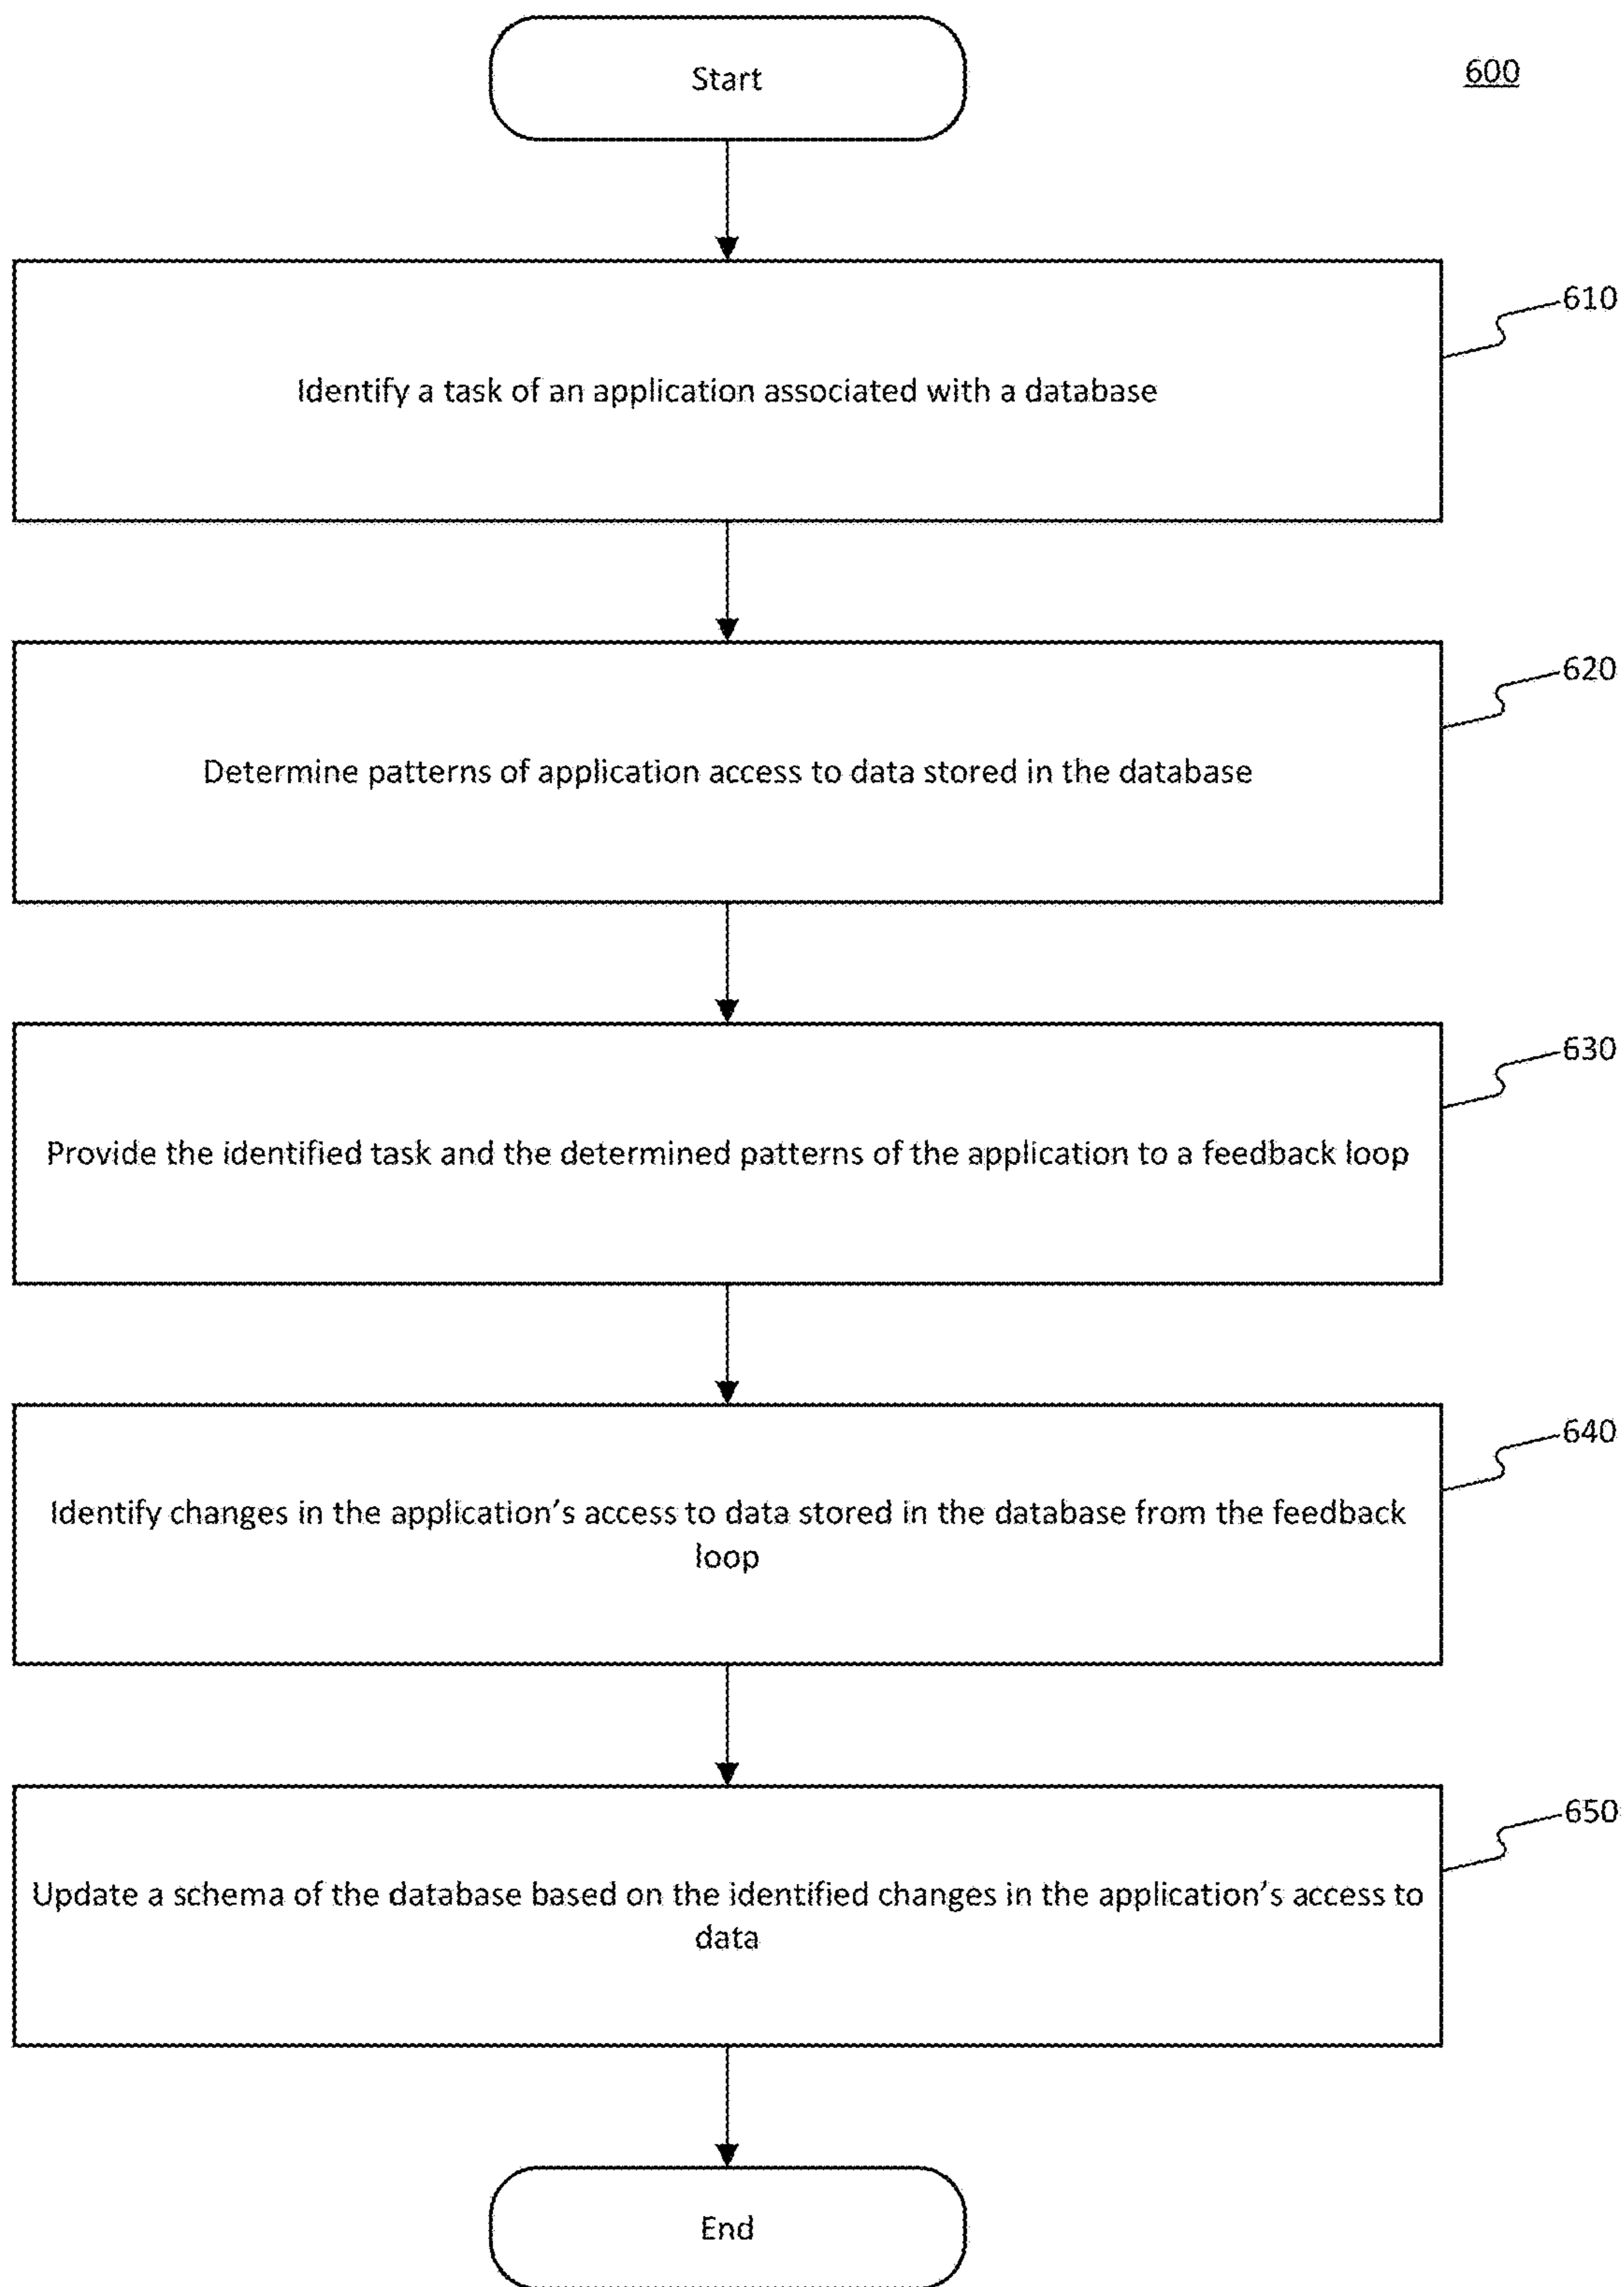 Start
600
610
Identify a task of an application associated with a database
620
Determine patterns of application access to data stored in the database
630
Provide the identified task and the determined patterns of the application to a feedback loop
640
Identify changes in the application's access to data stored in the database from the feedback
loop
650
Update a schema of the database based on the identified changes in the application's access to
data
End